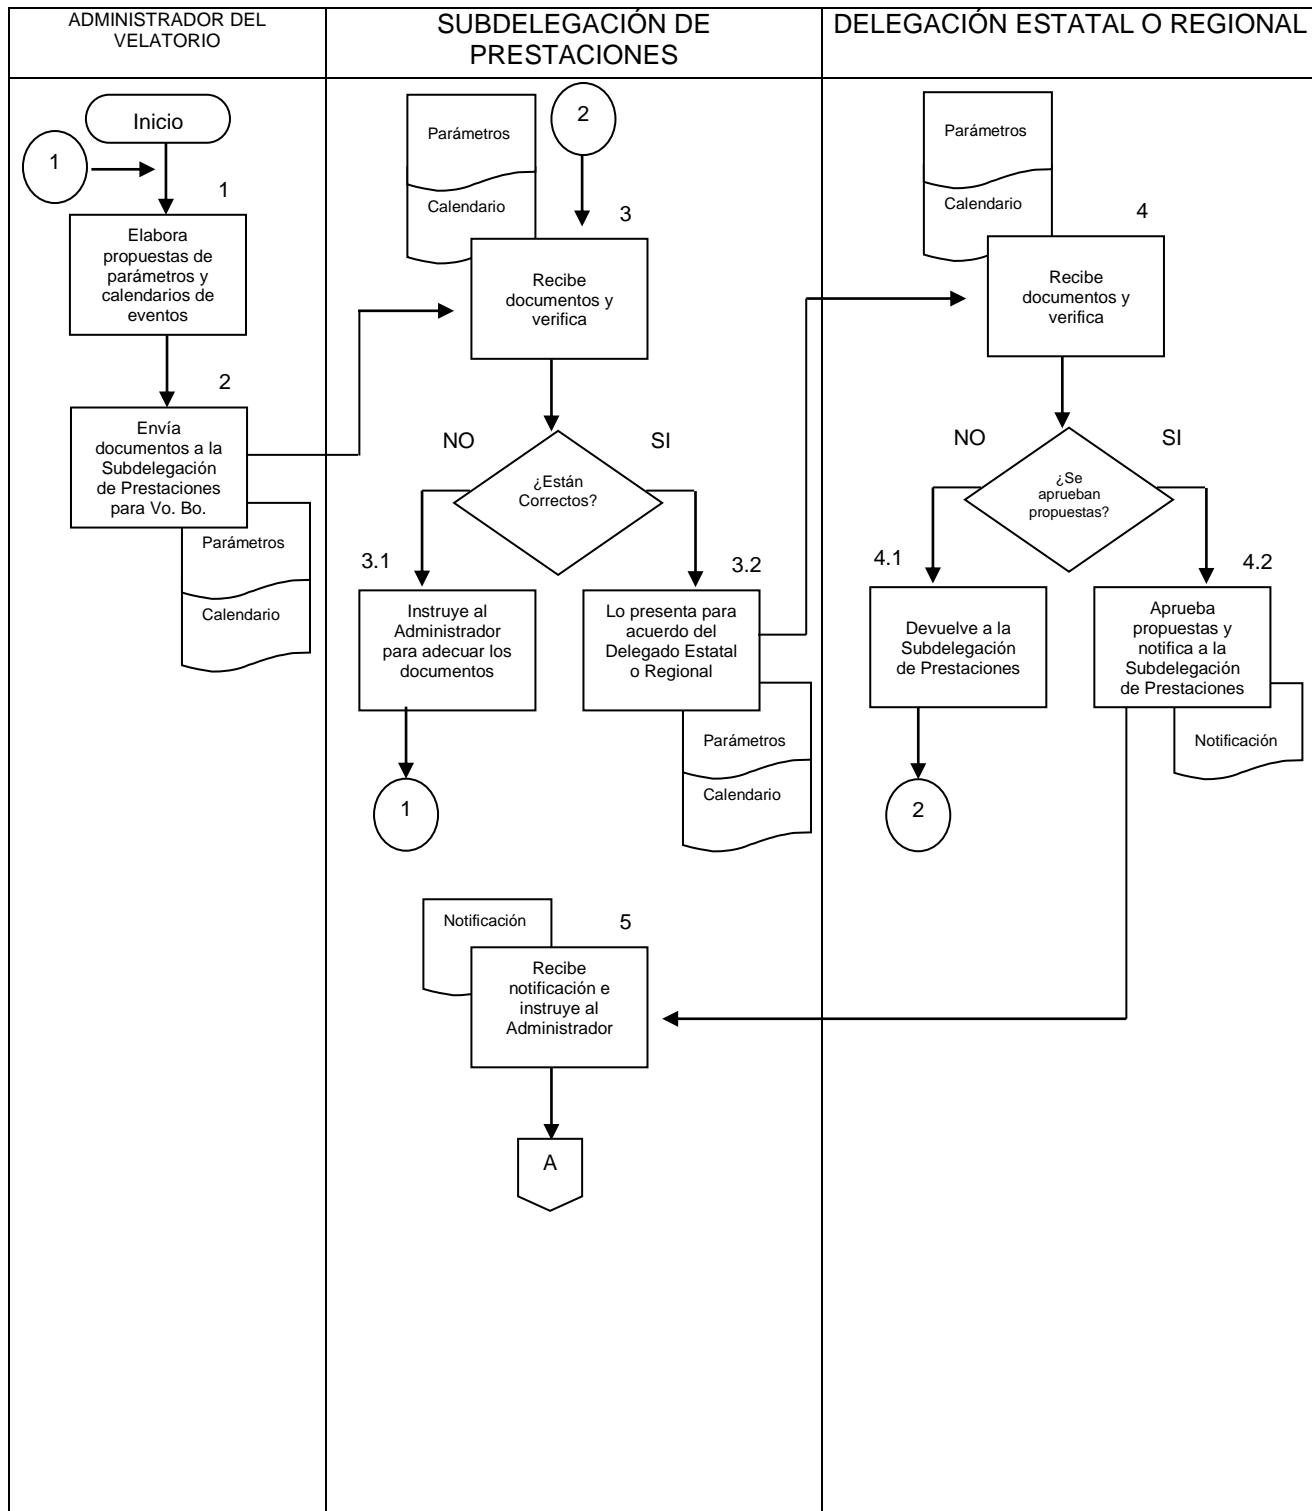 ADMINISTRADOR DEL
VELATORIO
SUBDELEGACIÓN DE
PRESTACIONES
DELEGACIÓN ESTATAL O REGIONAL
Inicio
1
1
Elabora
propuestas de
parámetros y
calendarios de
eventos
2
Envía
documentos a la
Subdelegación
de Prestaciones
para Vo. Bo.
Parámetros
Calendario
Parámetros
Calendario
2
3
Recibe
documentos y
verifica
NO
SI
¿Están
Correctos?
3.1
Instruye al
Administrador
para adecuar los
documentos
1
3.2
Lo presenta para
acuerdo del
Delegado Estatal
o Regional
Parámetros
Calendario
Parámetros
Calendario
4
Recibe
documentos y
verifica
NO
SI
¿Se
aprueban
propuestas?
4.1
Devuelve a la
Subdelegación
de Prestaciones
2
4.2
Aprueba
propuestas y
notifica a la
Subdelegación
de Prestaciones
Notificación
Notificación
5
Recibe
notificación e
instruye al
Administrador
A